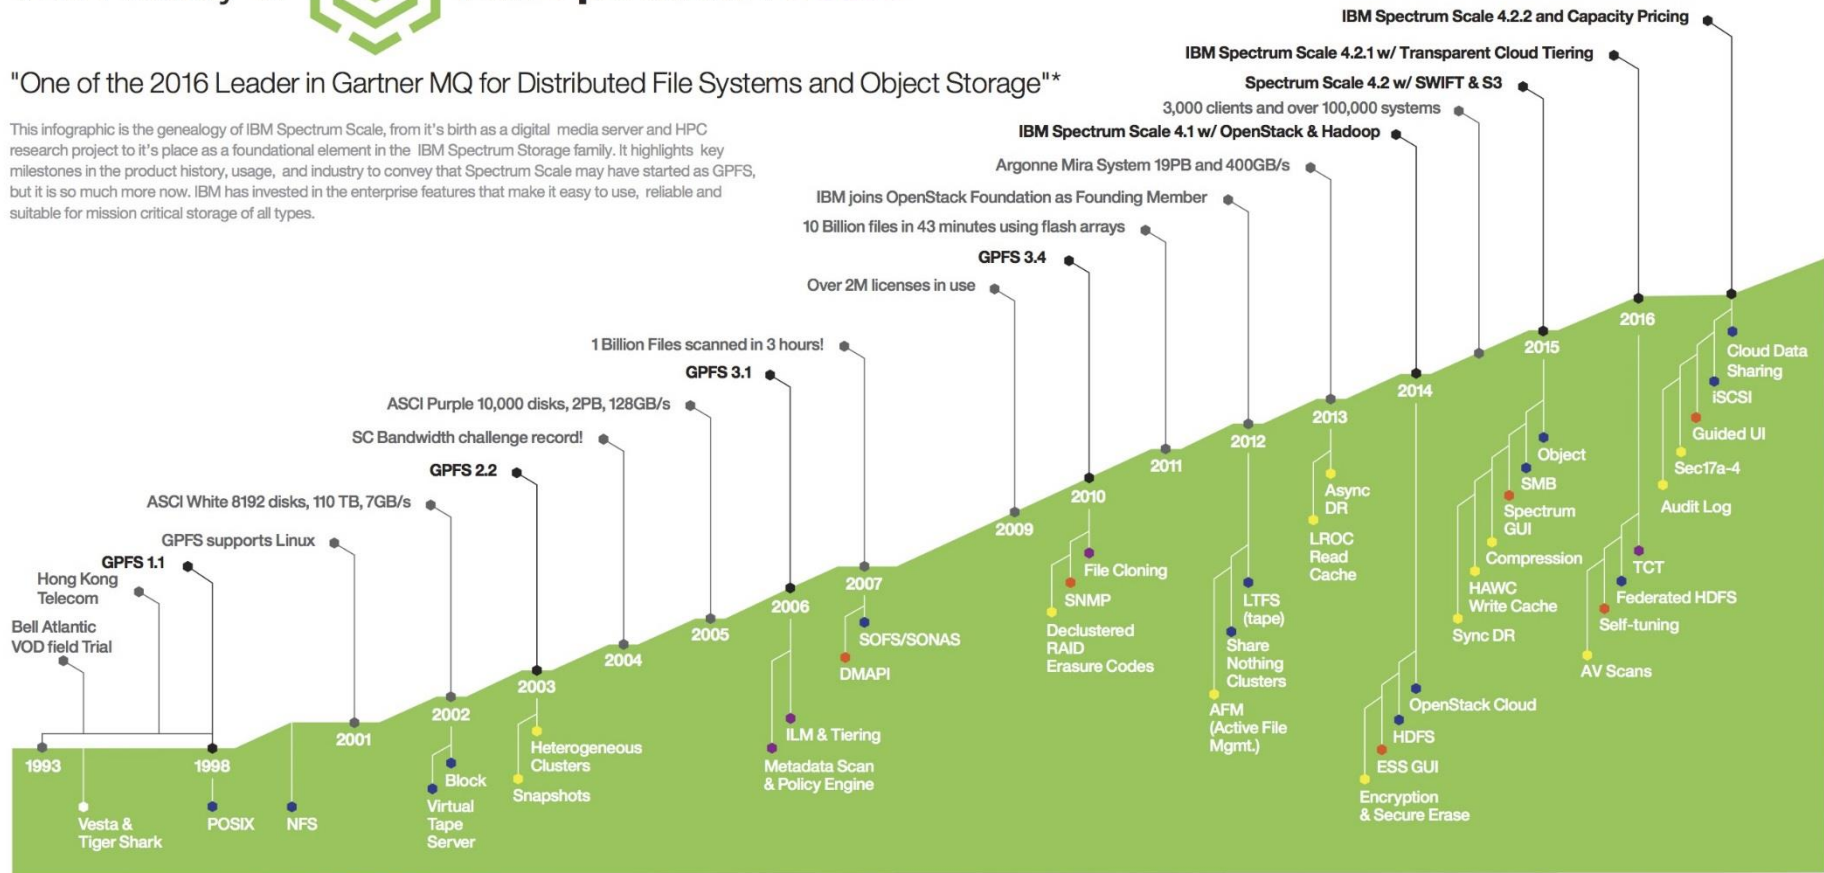 "One of the 2016 Leader in Gartner MQ for Distributed File Systems and Object Storage"*
This infographic is the genealogy of IBM Spectrum Scale, from it's birth as a digital media server and HPC
research project to it's place as a foundational element in the IBM Spectrum Storage family. It highlights key
milestones in the product history, usage, and industry to convey that Spectrum Scale may have started as GPFS,
but it is so much more now. IBM has invested in the enterprise features that make it easy to use, reliable and
suitable for mission critical storage of all types.
IBM Spectrum Scale 4.2.2 and Capacity Pricing
IBM Spectrum Scale 4.2.1 w/ Transparent Cloud Tiering
Spectrum Scale 4.2 w/ SWIFT & S3
3,000 clients and over 100,000 systems
IBM Spectrum Scale 4.1 w/ OpenStack & Hadoop
Argonne Mira System 19PB and 400GB/s
IBM joins OpenStack Foundation as Founding Member
10 Billion files in 43 minutes using flash arrays
GPFS 3.4
Over 2M licenses in use
1 Billion Files scanned in 3 hours!
GPFS 3.1
ASCI Purple 10,000 disks, 2PB, 128GB/s
SC Bandwidth challenge record!
GPFS 2.2
ASCI White 8192 disks, 110 TB, 7GB/s
GPFS supports Linux
GPFS 1.1
Hong Kong
Telecom
Bell Atlantic
VOD field Trial
1993
Vesta &
Tiger Shark
1998
POSIX
NFS
2001
2002
Block
Virtual
Tape
Server
2003
Heterogeneous
Clusters
Snapshots
2004
2005
2006
ILM & Tiering
Metadata Scan
& Policy Engine
2007
SOFS/SONAS
DMAPI
2009
2010
File Cloning
SNMP
Declustered
RAID
Erasure Codes
2011
2012
LTFS
(tape)
Share
Nothing
Clusters
AFM
(Active File
Mgmt.)
2013
Async
DR
LROC
Read
Cache
2014
OpenStack Cloud
HDFS
ESS GUI
Encryption
& Secure Erase
2015
Object
SMB
Spectrum
GUI
Compression
HAWC
Write Cache
Sync DR
2016
TCT
Federated HDFS
Self-tuning
AV Scans
Cloud Data
Sharing
iSCSI
Guided UI
Sec17a-4
Audit Log